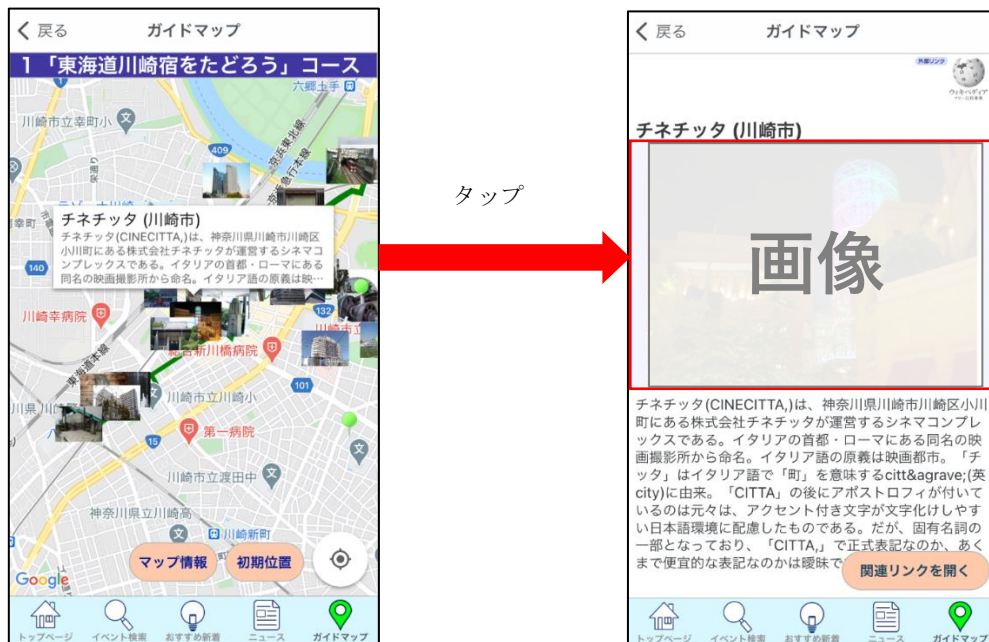 戻る
ガイドマップ
1 「東海道川崎宿をたどろう」コース
六郷土手
川崎市立幸町小
409
栄通り
京浜東北線
京浜急行本線
幸町
チネチッタ (川崎市)
チネチッタ(CINECITTA,)は、神奈川県川崎市川崎区
小川町にある株式会社チネチッタが運営するシネマコ
ンプレックスである。イタリアの首都・ローマにある
同名の映画撮影所から命名。イタリア語の原義は映…
140
川崎幸病院
132
川崎市立
総合新川橋病院
東海道本線
101
川崎市立川崎小
15
第一病院
川崎市立渡田中
神奈川県立川崎高
川崎新町
マップ情報
初期位置
Google
トップページ
イベント検索
おすすめ新着
ニュース
ガイドマップ
タップ
戻る
ガイドマップ
外部リンク
ウィキペディア
チネチッタ (川崎市)
画像
チネチッタ(CINECITTA,)は、神奈川県川崎市川崎区小川
町にある株式会社チネチッタが運営するシネマコンプレ
ックスである。イタリアの首都・ローマにある同名の映
画撮影所から命名。イタリア語の原義は映画都市。「チ
ッタ」はイタリア語で「町」を意味するcitt&agrave;(英
city)に由来。「CITTA」の後にアポストロフィが付いて
いるのは元々は、アクセント付き文字が文字化けしやす
い日本語環境に配慮したものである。だが、固有名詞の
一部となっており、「CITTA,」で正式表記なのか、あく
まで便宜的な表記なのかは曖昧で
関連リンクを開く
トップページ
イベント検索
おすすめ新着
ニュース
ガイドマップ